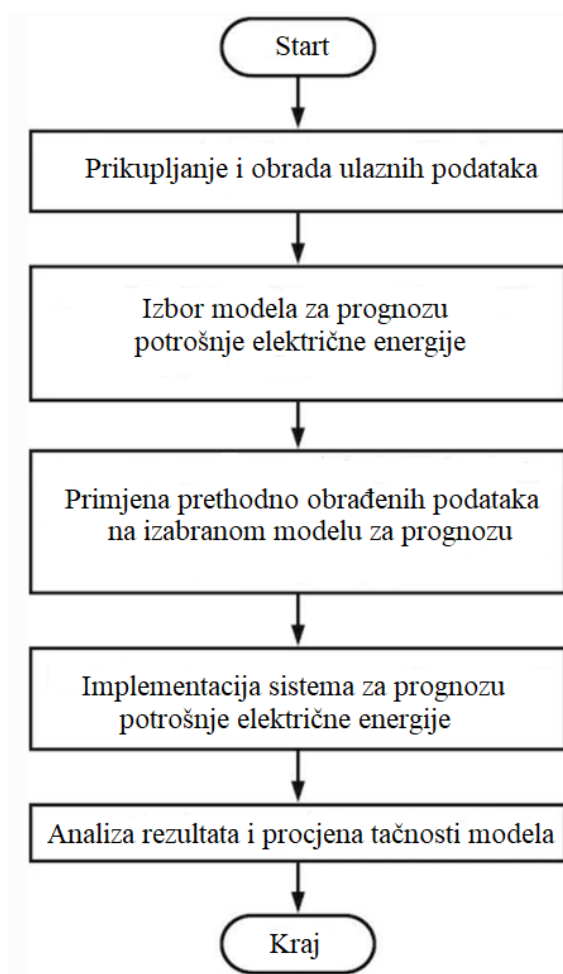 Start
Prikupljanje i obrada ulaznih podataka
Izbor modela za prognozu
potrošnje električne energije
Primjena prethodno obrađenih podataka
na izabranom modelu za prognozu
Implementacija sistema za prognozu
potrošnje električne energije
Analiza rezultata i procjena tačnosti modela
Kraj